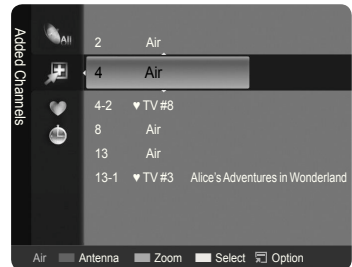 Added Channels
All
2 Air
4 Air
4-2 ♥ TV #8
8 Air
13 Air
13-1 ♥ TV #3 Alice's Adventures in Wonderland
Air Antenna Zoom Select Option